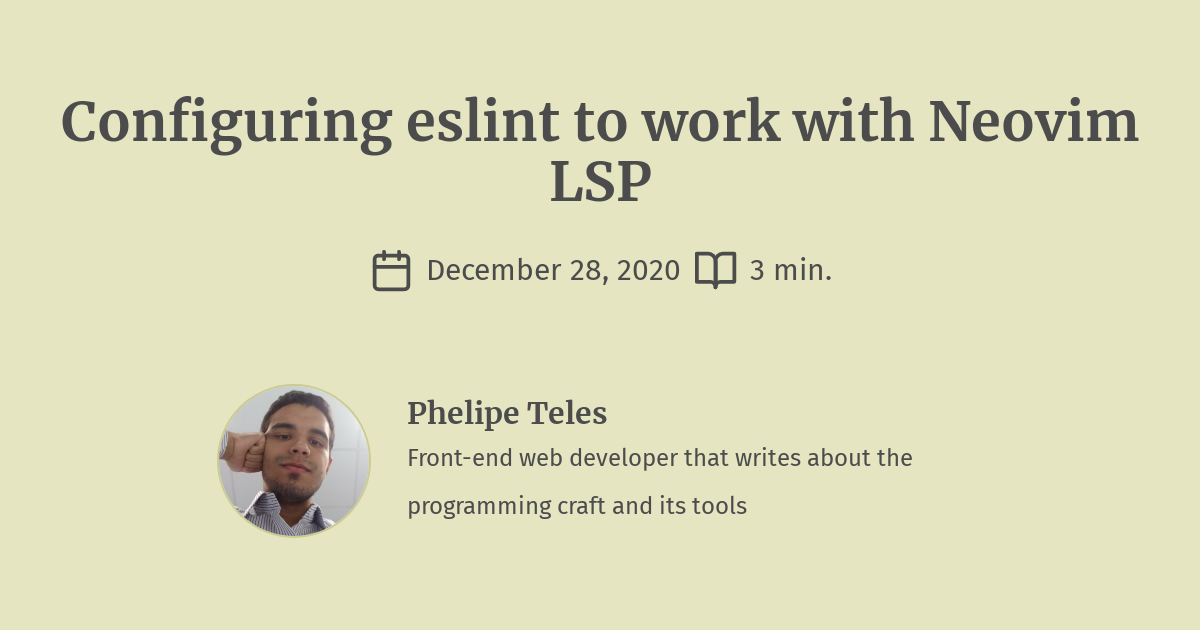 Configuring eslint to work with Neovim
LSP
December 28, 2020 3 min.
Phelipe Teles
Front-end web developer that writes about the
programming craft and its tools